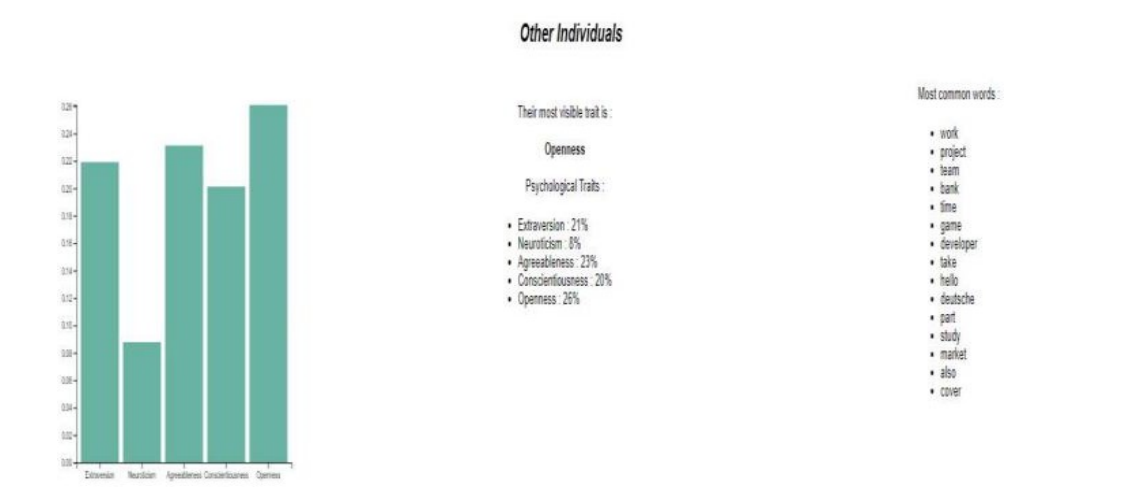 Other Individuals
0.26
0.24
0.22
0.20
0.18
0.16
0.14
0.12
0.10
0.08
0.06
0.04
0.02
0.00
Extraversion Neuroticism Agreeableness Conscientiousness Openness
Their most visible trait is :
Openness
Psychological Traits :
• Extraversion : 21%
• Neuroticism : 8%
• Agreeableness : 23%
• Conscientiousness : 20%
• Openness : 26%
Most common words :
• work
• project
• team
• bank
• time
• game
• developer
• take
• hello
• deutsche
• part
• study
• market
• also
• cover